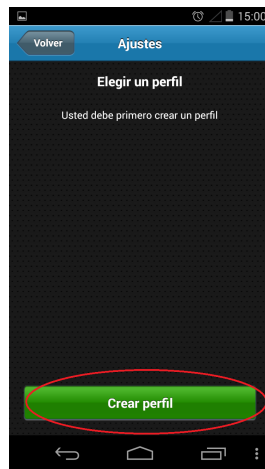 15:00
Volver
Ajustes
Elegir un perfil
Usted debe primero crear un perfil
Crear perfil